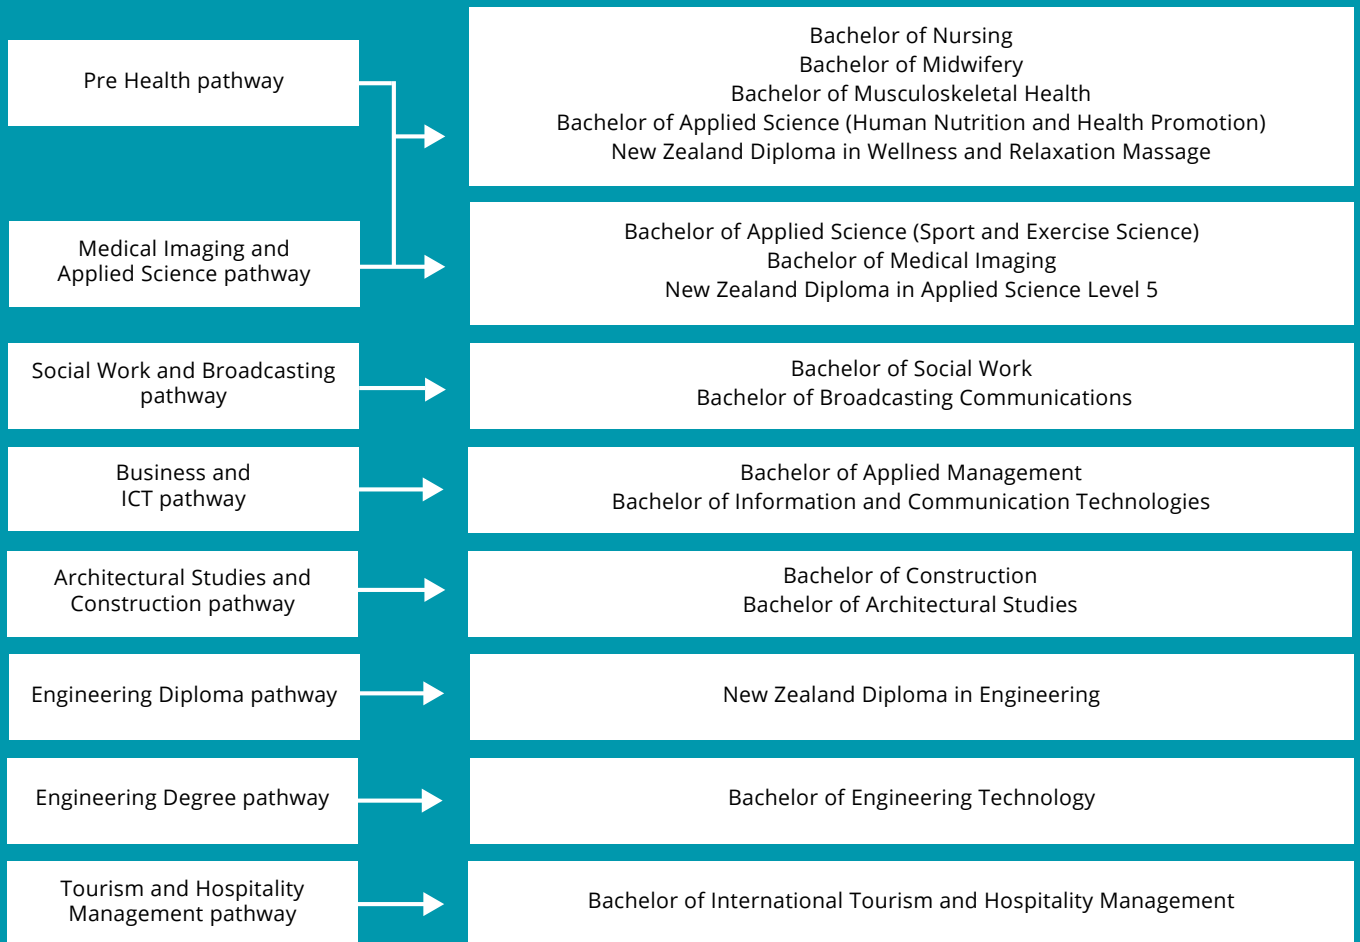 Pre Health pathway
Bachelor of Nursing
Bachelor of Midwifery
Bachelor of Musculoskeletal Health
Bachelor of Applied Science (Human Nutrition and Health Promotion)
New Zealand Diploma in Wellness and Relaxation Massage
Medical Imaging and
Applied Science pathway
Bachelor of Applied Science (Sport and Exercise Science)
Bachelor of Medical Imaging
New Zealand Diploma in Applied Science Level 5
Social Work and Broadcasting
pathway
Bachelor of Social Work
Bachelor of Broadcasting Communications
Business and
ICT pathway
Bachelor of Applied Management
Bachelor of Information and Communication Technologies
Architectural Studies and
Construction pathway
Bachelor of Construction
Bachelor of Architectural Studies
Engineering Diploma pathway
New Zealand Diploma in Engineering
Engineering Degree pathway
Bachelor of Engineering Technology
Tourism and Hospitality
Management pathway
Bachelor of International Tourism and Hospitality Management